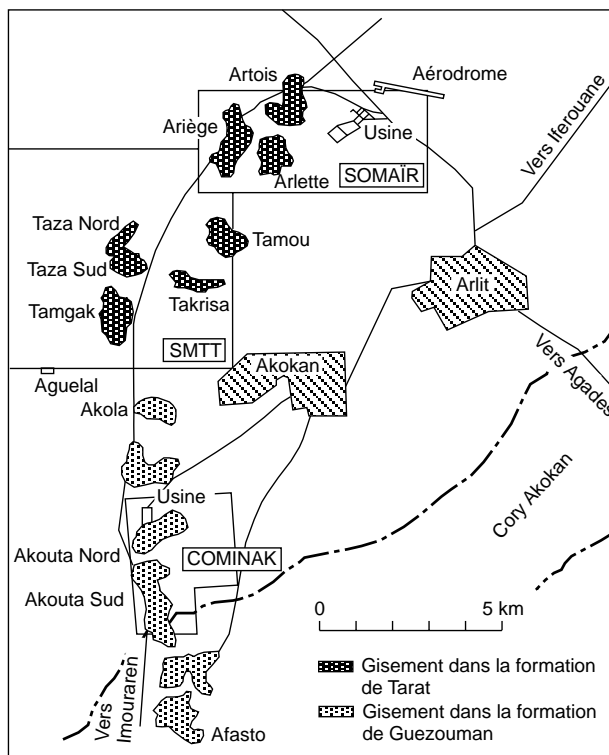 Artois
Aérodrome
Ariège
Usine
Vers Iferouane
Arlette
SOMAÏR
Taza Nord
Tamou
Taza Sud
Arlit
Takrisa
Tamgak
SMTT
Vers Agades
Akokan
Aguelal
Akola
Usine
Cory Akokan
Akouta Nord
COMINAK
Akouta Sud
0 5 km
Gisement dans la formation
de Tarat
Vers
Imouraren
Gisement dans la formation
de Guezouman
Afasto